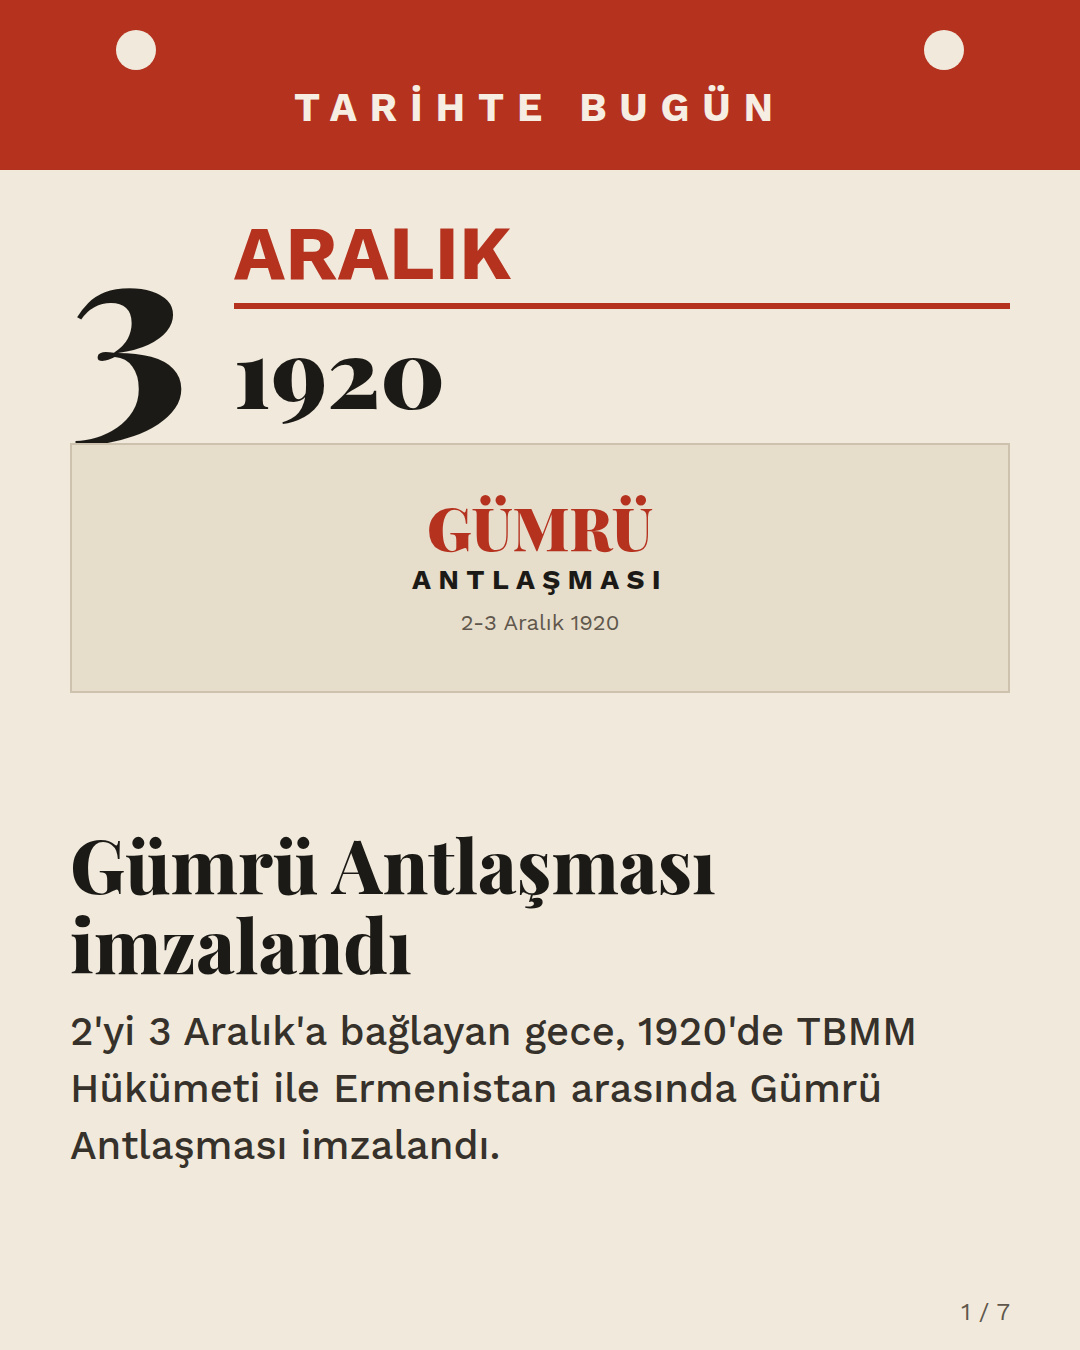 TARİHTE BUGÜN
3
ARALIK
1920
GÜMRÜ
ANTLAŞMASI
2-3 Aralık 1920
Gümrü Antlaşması
imzalandı
2'yi 3 Aralık'a bağlayan gece, 1920'de TBMM
Hükümeti ile Ermenistan arasında Gümrü
Antlaşması imzalandı.
1 / 7